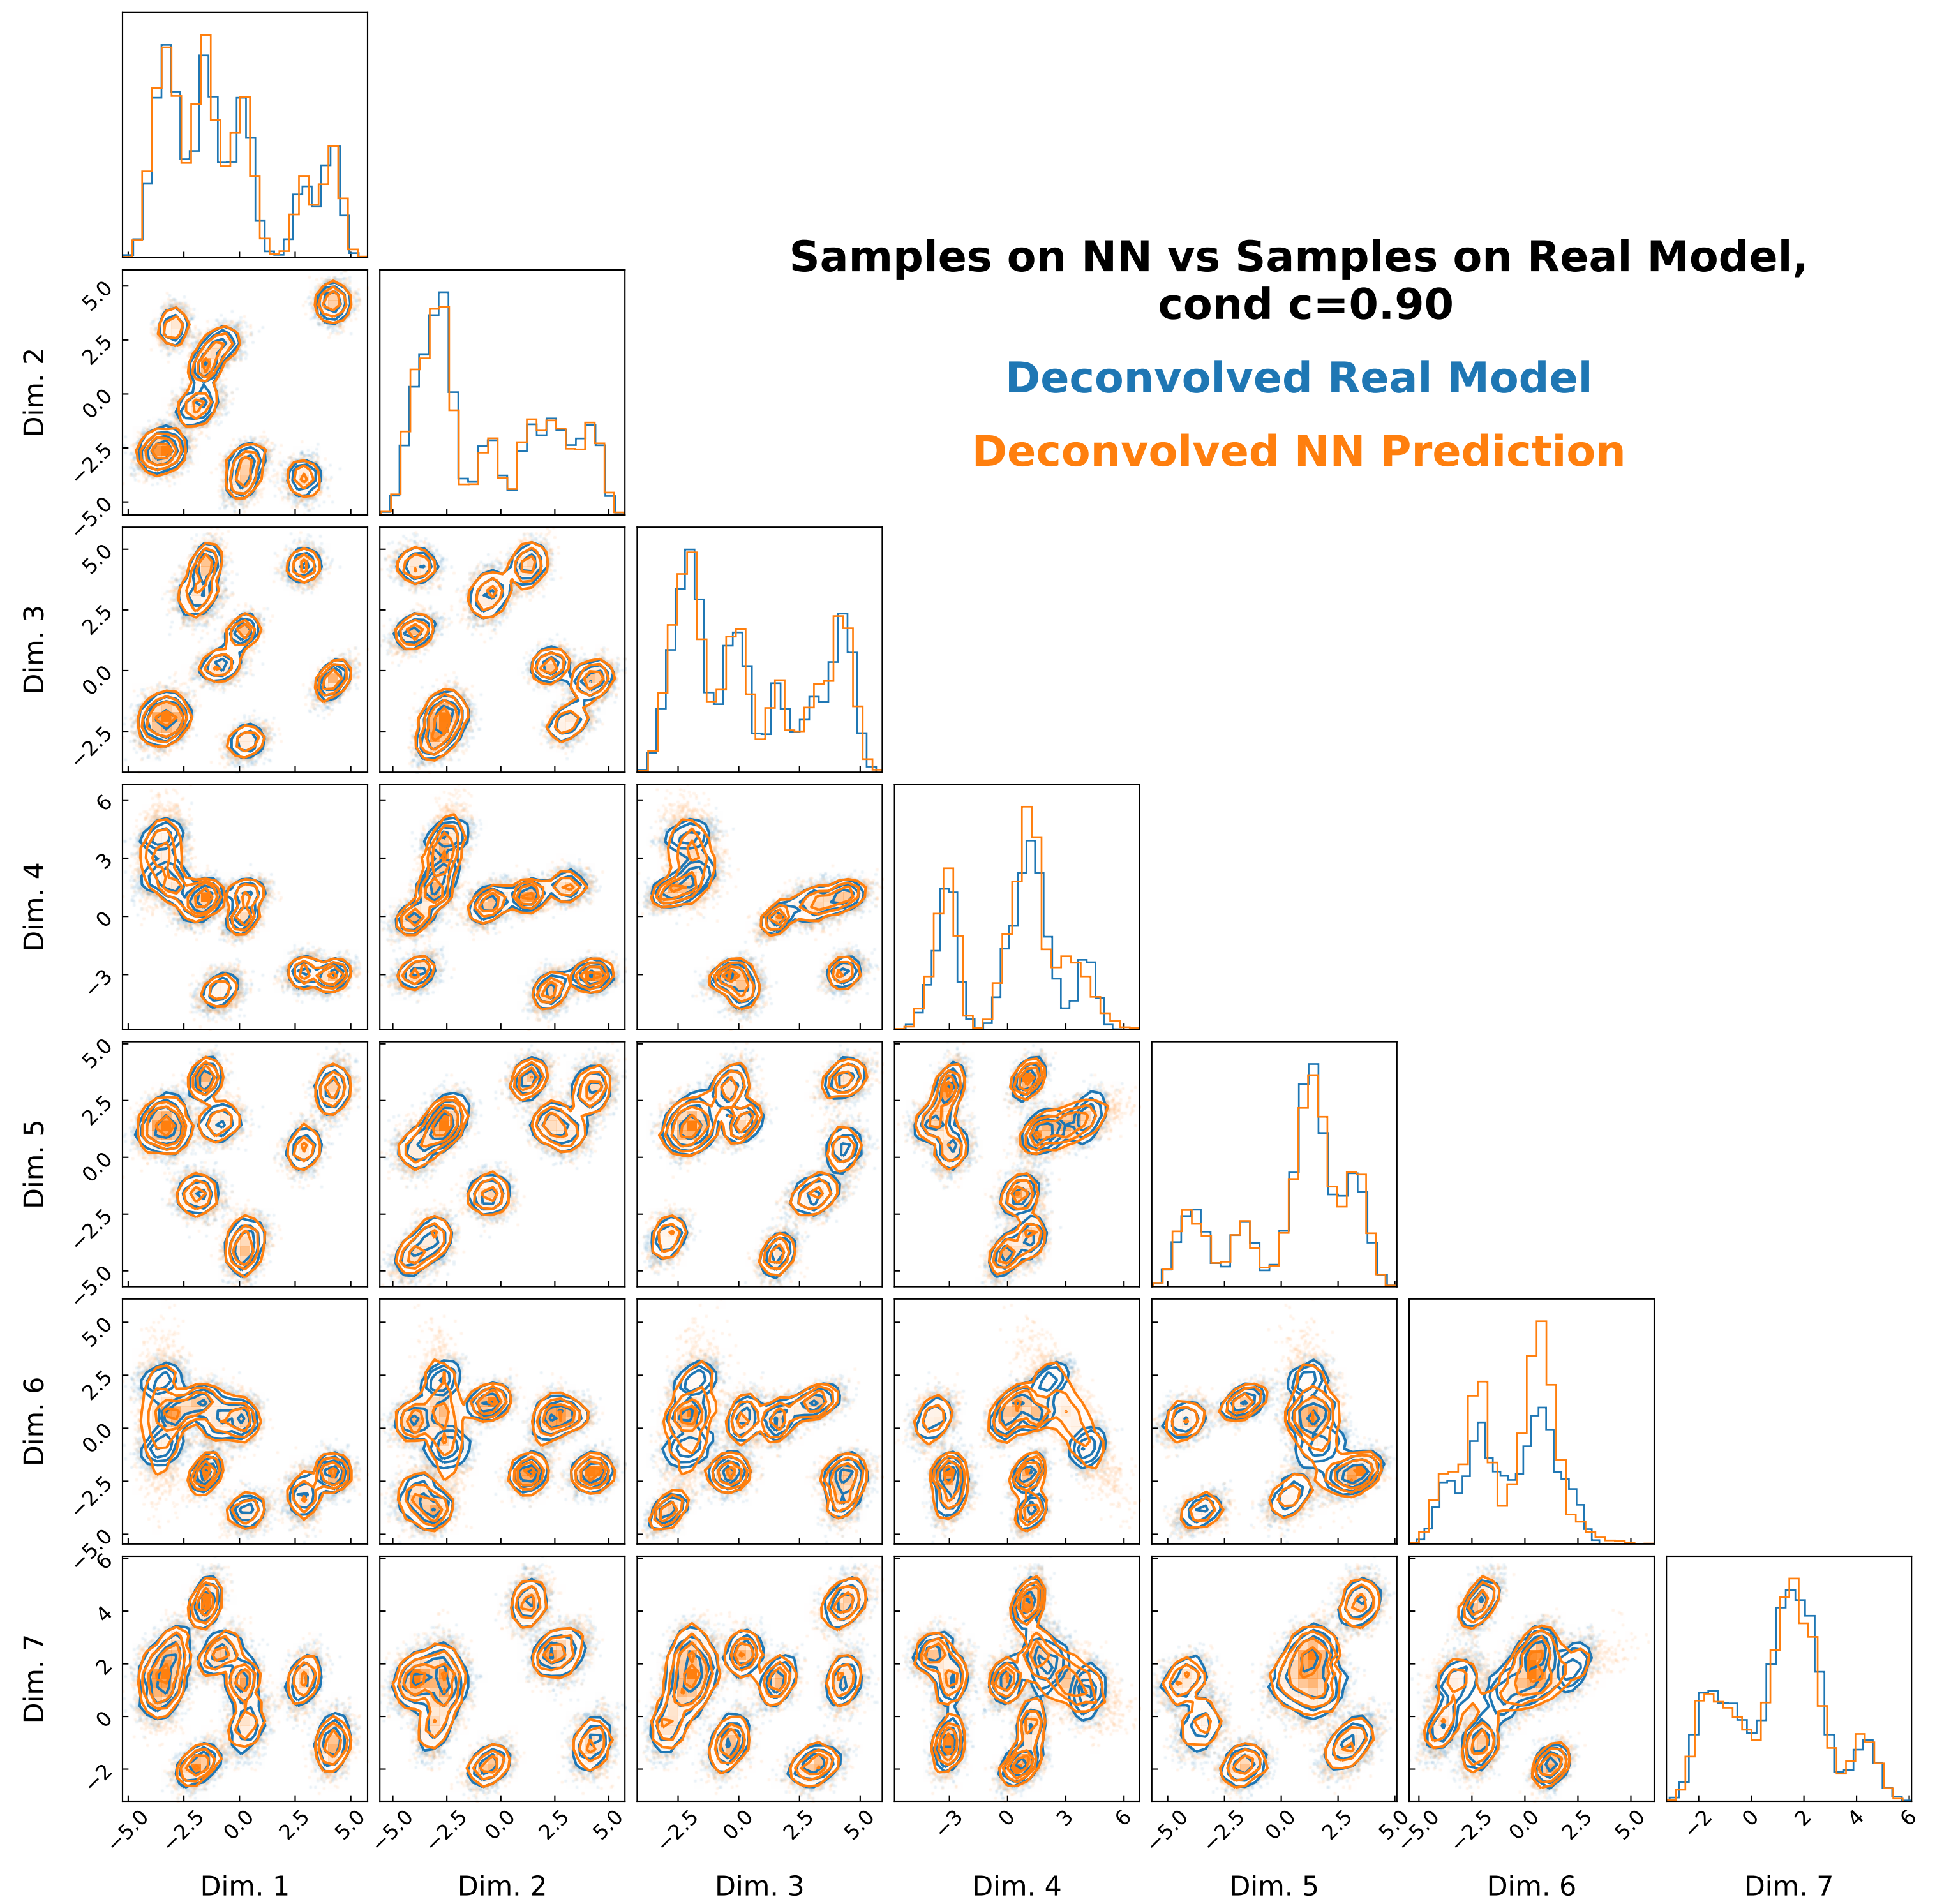 Samples on NN vs Samples on Real Model,
cond c=0.90
Deconvolved Real Model
Deconvolved NN Prediction
Dim. 2
5.0
2.5
0.0
−2.5
−5.0
Dim. 3
5.0
2.5
0.0
−2.5
Dim. 4
6
3
0
−3
Dim. 5
5.0
2.5
0.0
−2.5
−5.0
Dim. 6
5.0
2.5
0.0
−2.5
−5.0
Dim. 7
6
4
2
0
−2
−5.0 −2.5 0.0 2.5 5.0
−5.0 −2.5 0.0 2.5 5.0
−2.5 0.0 2.5 5.0
−3 0 3 6
−5.0 −2.5 0.0 2.5 5.0
−5.0 −2.5 0.0 2.5 5.0
−2 0 2 4 6
Dim. 1 Dim. 2 Dim. 3 Dim. 4 Dim. 5 Dim. 6 Dim. 7